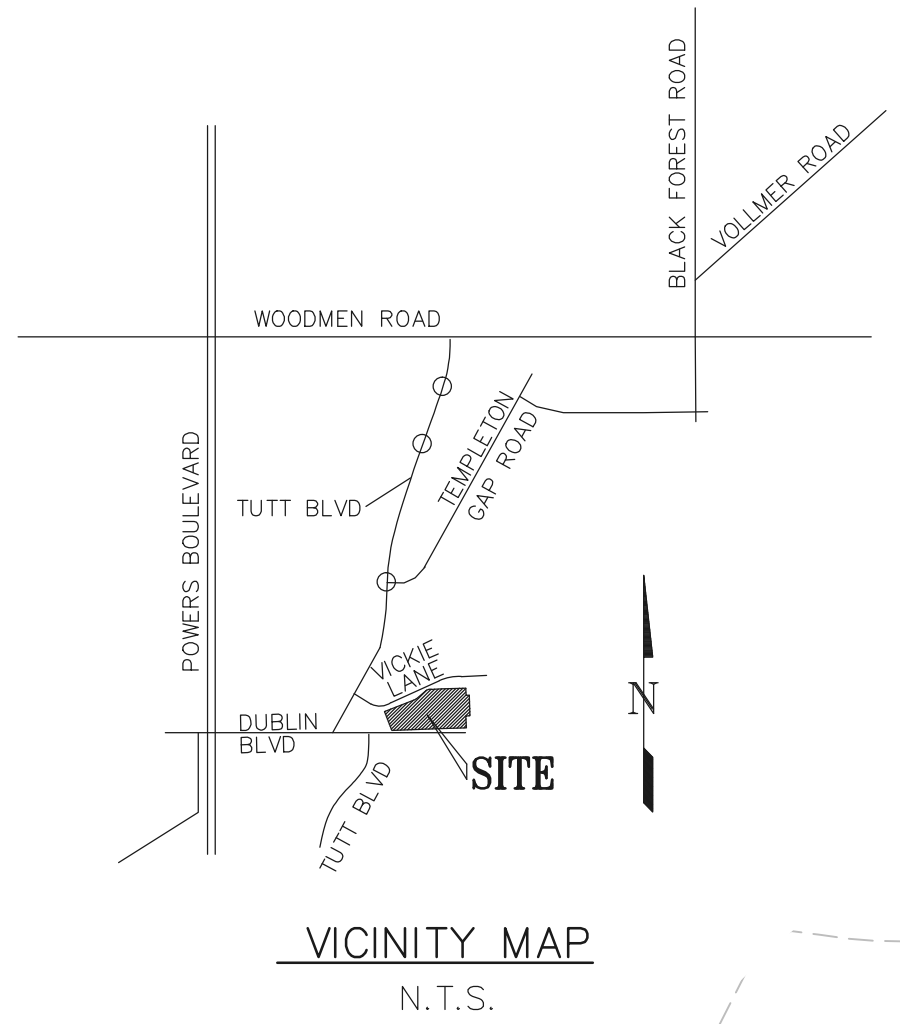 BLACK FOREST ROAD
VOLLMER ROAD
WOODMEN ROAD
TEMPLETON
GAP ROAD
POWERS BOULEVARD
TUTT BLVD
VICKIE
LANE
N
DUBLIN
BLVD
SITE
TUTT BLVD
VICINITY MAP
N.T.S.